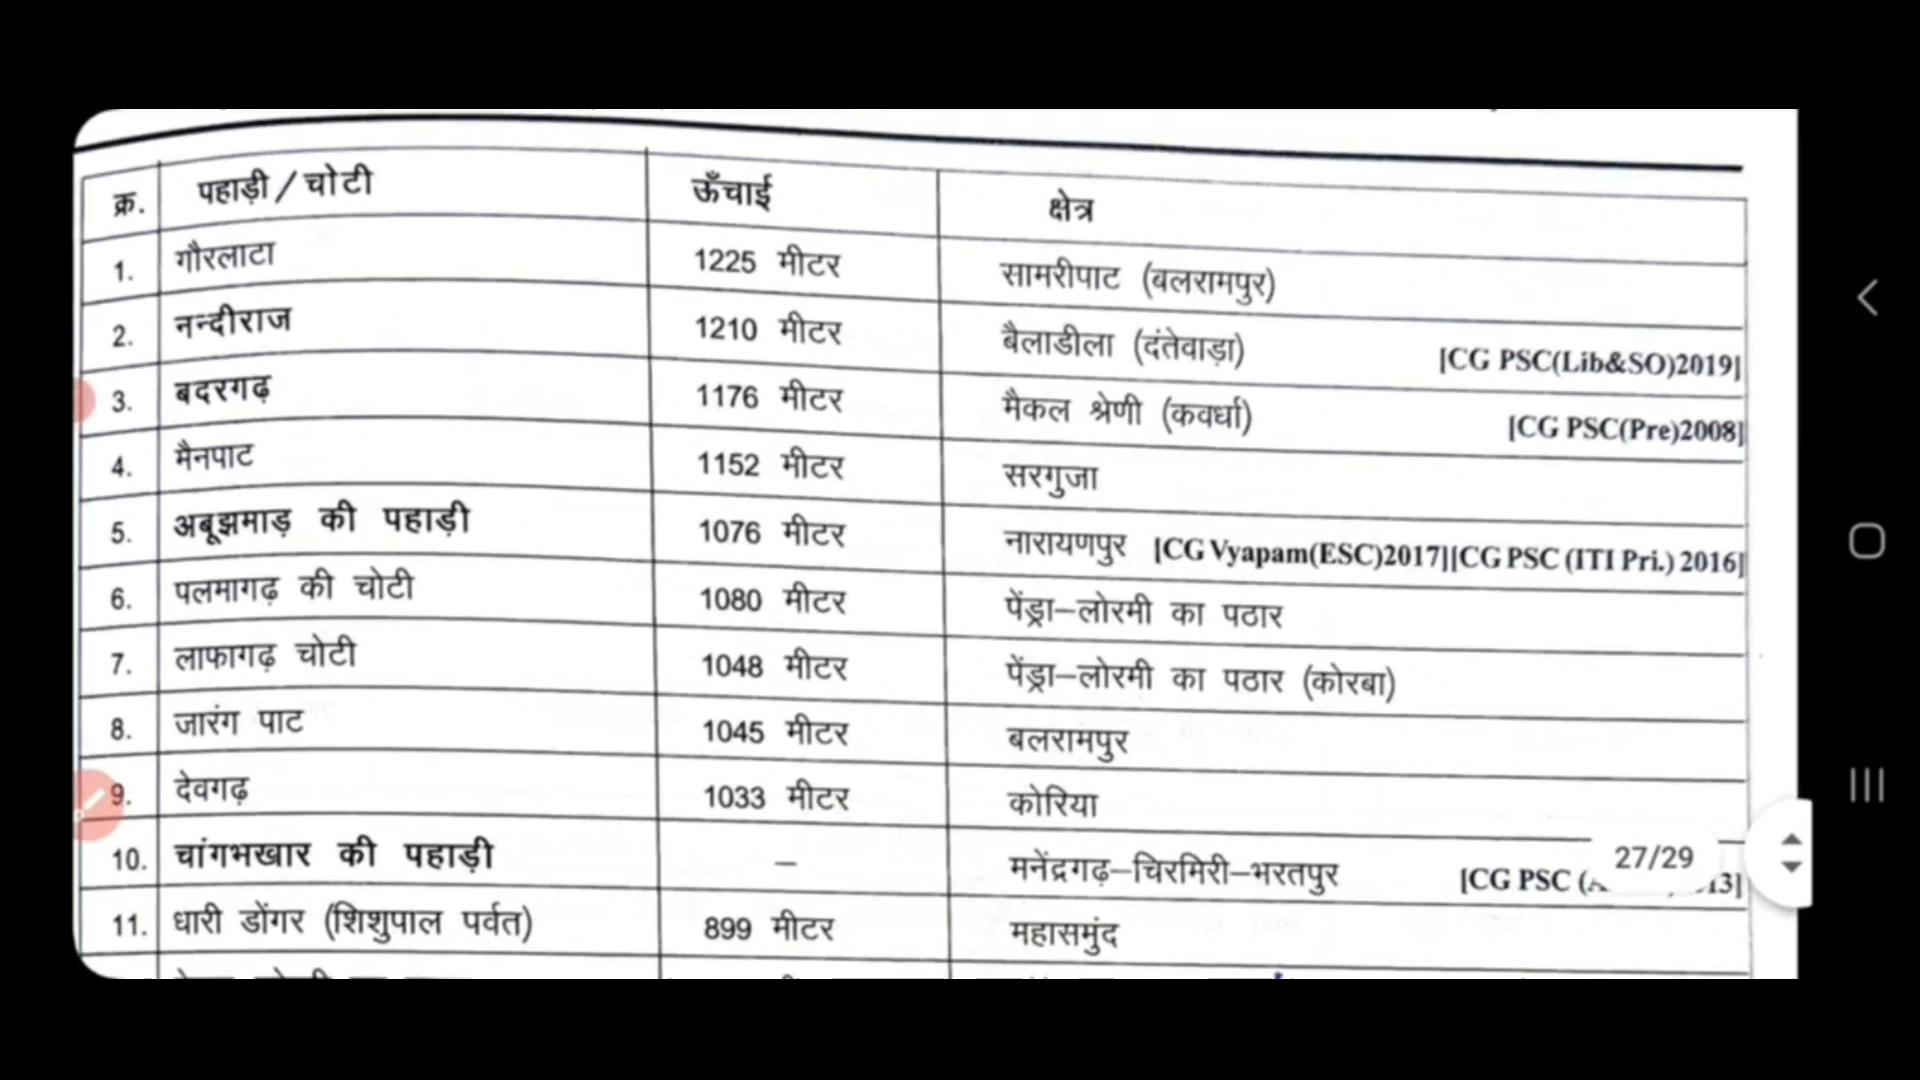 क्र. पहाड़ी/चोटी ऊँचाई क्षेत्र
1. गौरलाटा 1225 मीटर सामरीपाट (बलरामपुर)
2. नन्दीराज 1210 मीटर बैलाडीला (दंतेवाड़ा) [CG PSC(Lib&SO)2019]
3. बदरगढ़ 1176 मीटर मैकल श्रेणी (कवर्धा) [CG PSC(Pre)2008]
4. मैनपाट 1152 मीटर सरगुजा
5. अबूझमाड़ की पहाड़ी 1076 मीटर नारायणपुर [CG Vyapam(ESC)2017][CG PSC (ITI Pri.) 2016]
6. पलमागढ़ की चोटी 1080 मीटर पेंड्रा–लोरमी का पठार
7. लाफागढ़ चोटी 1048 मीटर पेंड्रा–लोरमी का पठार (कोरबा)
8. जारंग पाट 1045 मीटर बलरामपुर
9. देवगढ़ 1033 मीटर कोरिया
10. चांगभखार की पहाड़ी – मनेंद्रगढ़–चिरमिरी–भरतपुर [CG PSC
27/29
11. धारी डोंगर (शिशुपाल पर्वत) 899 मीटर महासमुंद